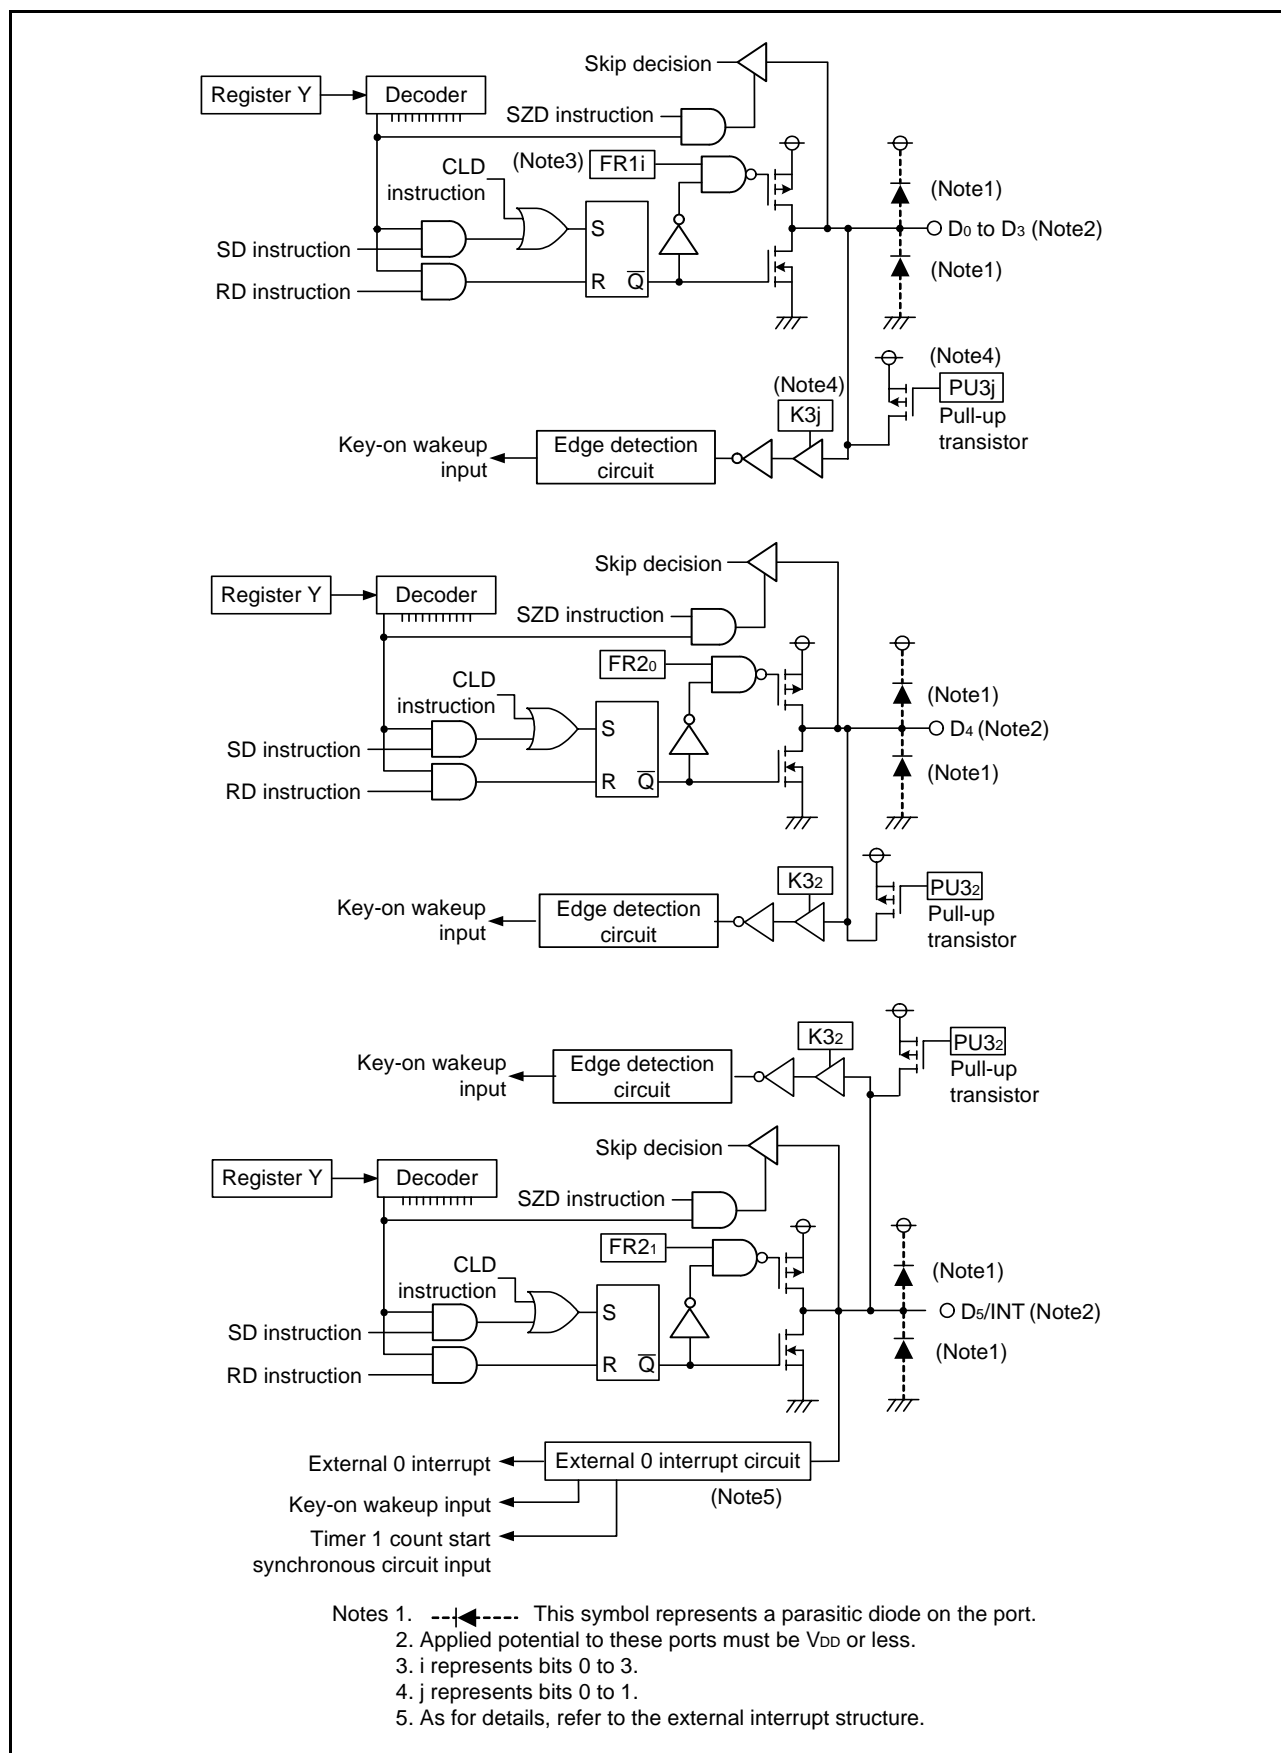 Skip decision
Register Y
Decoder
SZD instruction
CLD
instruction
(Note3)
FR1i
(Note1)
S
D0 to D3 (Note2)
SD instruction
(Note1)
R
Q
RD instruction
(Note4)
(Note4)
PU3j
K3j
Pull-up
transistor
Key-on wakeup
input
Edge detection
circuit
Skip decision
Register Y
Decoder
SZD instruction
FR20
CLD
instruction
(Note1)
S
D4 (Note2)
SD instruction
(Note1)
R
Q
RD instruction
K32
PU32
Key-on wakeup
input
Edge detection
circuit
Pull-up
transistor
K32
PU32
Key-on wakeup
input
Edge detection
circuit
Pull-up
transistor
Skip decision
Register Y
Decoder
SZD instruction
FR21
CLD
instruction
(Note1)
S
D5/INT (Note2)
SD instruction
(Note1)
R
Q
RD instruction
External 0 interrupt
External 0 interrupt circuit
(Note5)
Key-on wakeup input
Timer 1 count start
synchronous circuit input
Notes 1. This symbol represents a parasitic diode on the port.
2. Applied potential to these ports must be VDD or less.
3. i represents bits 0 to 3.
4. j represents bits 0 to 1.
5. As for details, refer to the external interrupt structure.